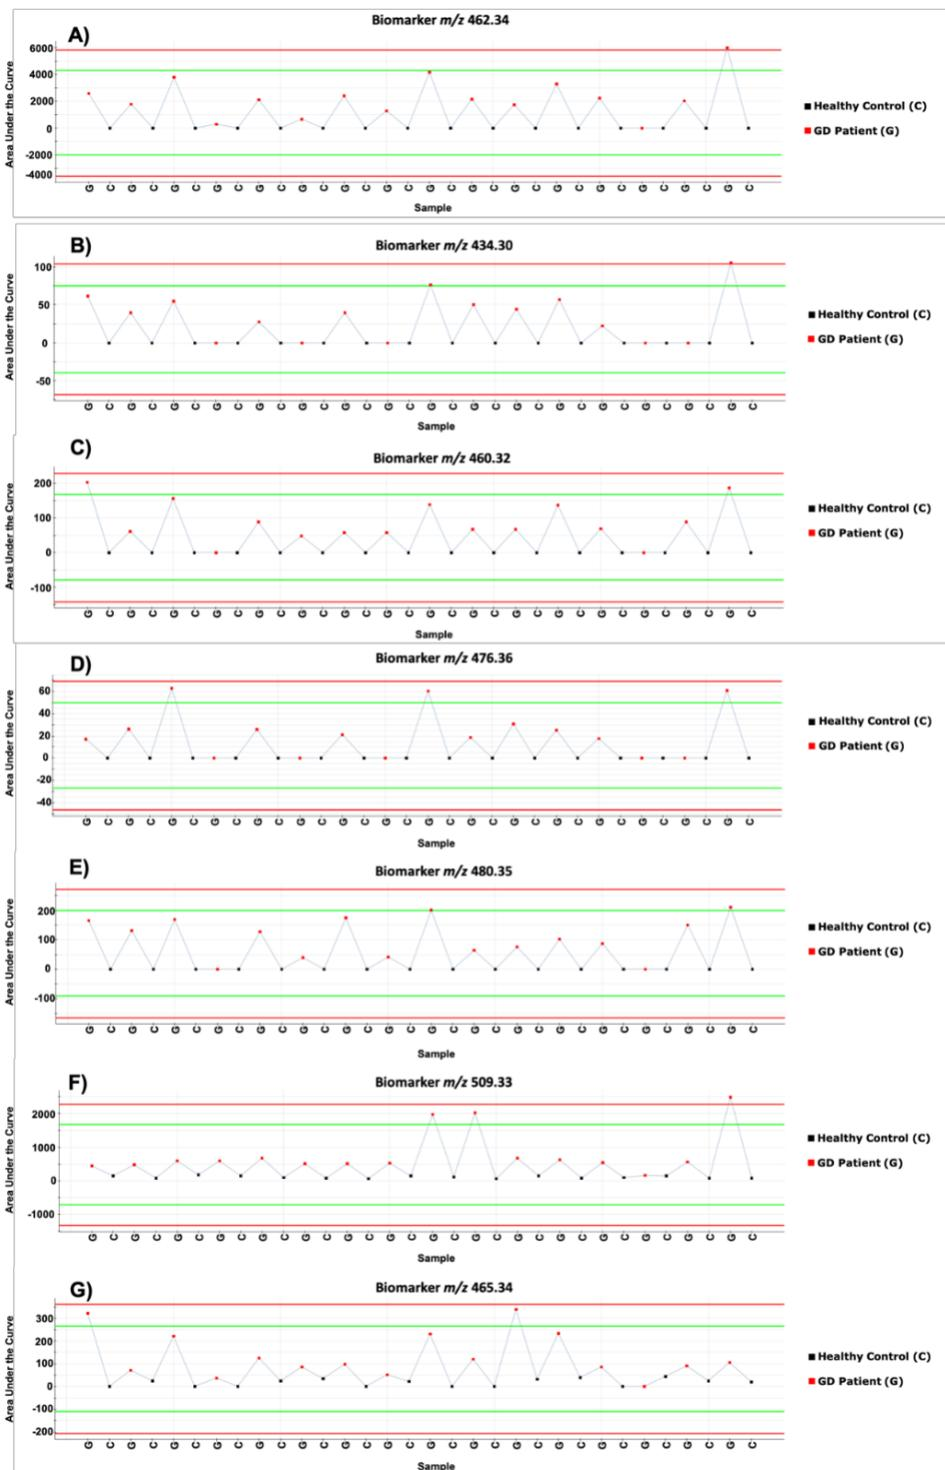 A)
Biomarker m/z 462.34
Area Under the Curve
6000
4000
2000
0
-2000
-4000
G C G C G C G C G C G C G C G C G C G C G C G C G C G C G C G C
Sample
Healthy Control (C)
GD Patient (G)
B)
Biomarker m/z 434.30
Area Under the Curve
100
50
0
-50
G C G C G C G C G C G C G C G C G C G C G C G C G C G C G C G C
Sample
Healthy Control (C)
GD Patient (G)
C)
Biomarker m/z 460.32
Area Under the Curve
200
100
0
-100
G C G C G C G C G C G C G C G C G C G C G C G C G C G C G C G C
Sample
Healthy Control (C)
GD Patient (G)
D)
Biomarker m/z 476.36
Area Under the Curve
60
40
20
0
-20
-40
G C G C G C G C G C G C G C G C G C G C G C G C G C G C G C G C
Sample
Healthy Control (C)
GD Patient (G)
E)
Biomarker m/z 480.35
Area Under the Curve
200
100
0
-100
G C G C G C G C G C G C G C G C G C G C G C G C G C G C G C G C
Sample
Healthy Control (C)
GD Patient (G)
F)
Biomarker m/z 509.33
Area Under the Curve
2000
1000
0
-1000
G C G C G C G C G C G C G C G C G C G C G C G C G C G C G C G C
Sample
Healthy Control (C)
GD Patient (G)
G)
Biomarker m/z 465.34
Area Under the Curve
300
200
100
0
-100
-200
G C G C G C G C G C G C G C G C G C G C G C G C G C G C G C G C
Sample
Healthy Control (C)
GD Patient (G)